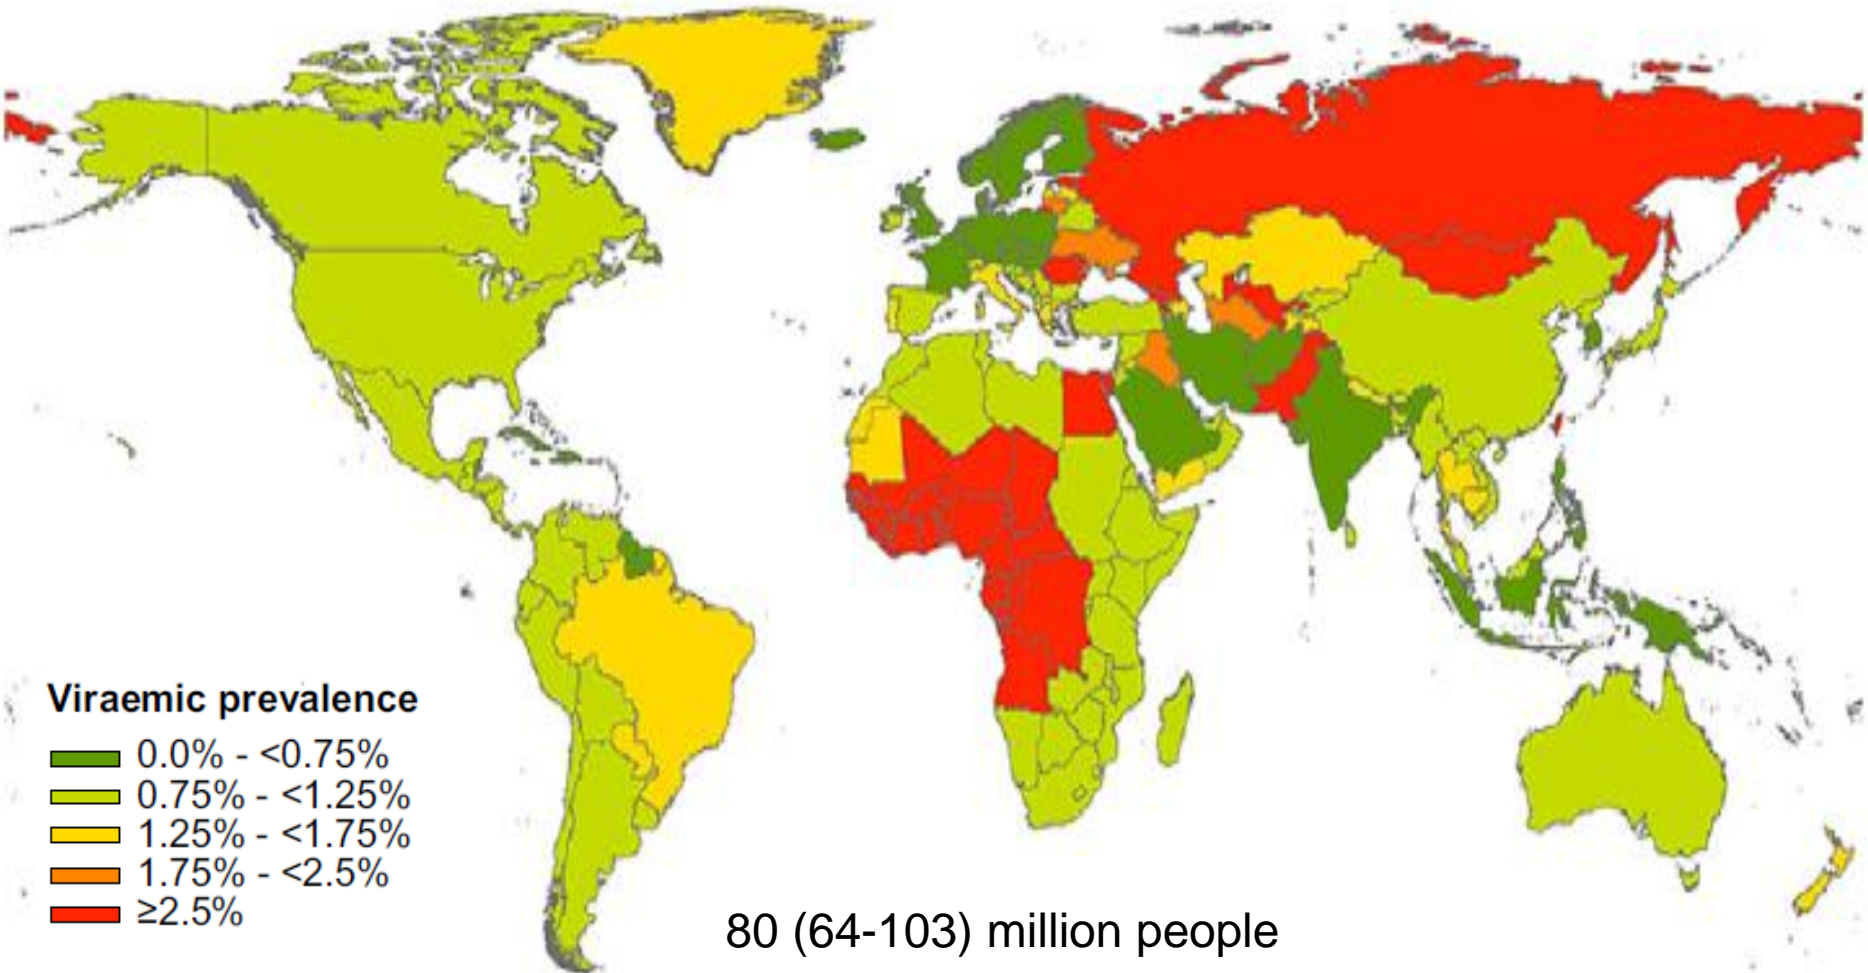 Viraemic prevalence
0.0% - <0.75%
0.75% - <1.25%
1.25% - <1.75%
1.75% - <2.5%
≥2.5%
80 (64-103) million people